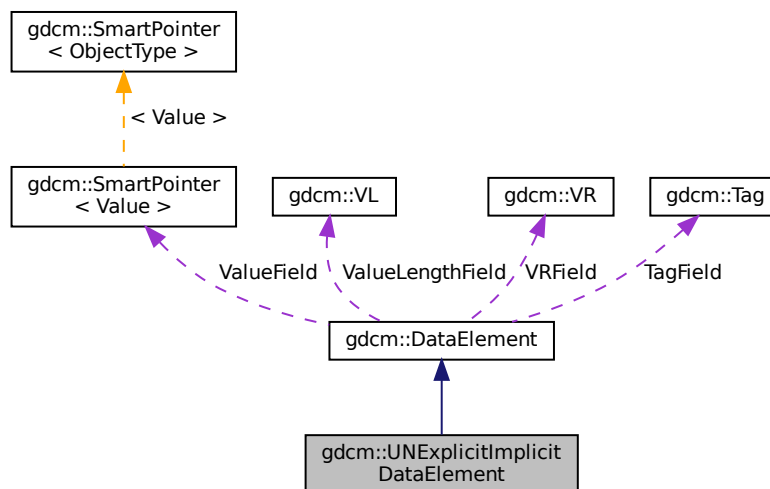 gdcm::SmartPointer
< ObjectType >
< Value >
gdcm::SmartPointer
< Value >
gdcm::VL
gdcm::VR
gdcm::Tag
ValueField
ValueLengthField
VRField
TagField
gdcm::DataElement
gdcm::UNExplicitImplicit
DataElement